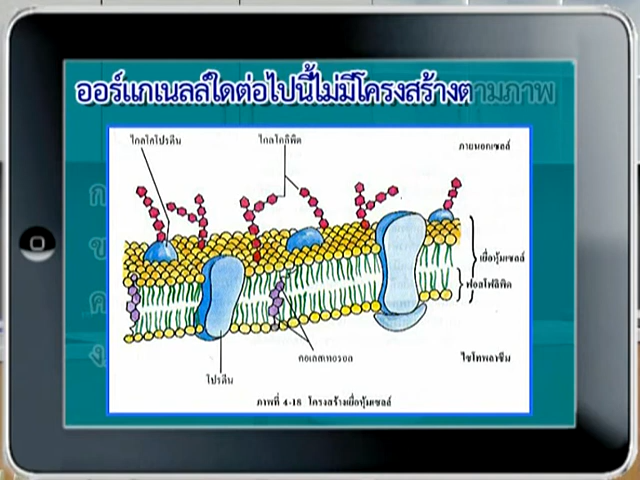 ออร์แกเนลล์ใดต่อไปนี้ไม่มีโครงสร้างตามภาพ
ไกลโคโปรตีน
ไกลโคลิพิด
ภายนอกเซลล์
ก
ข
เยื่อหุ้มเซลล์
ฟอสโฟลิพิด
ค
ง.
คอเลสเทอรอล
ไซโทพลาซึม
โปรตีน
ภาพที่ 4-18 โครงสร้างเยื่อหุ้มเซลล์